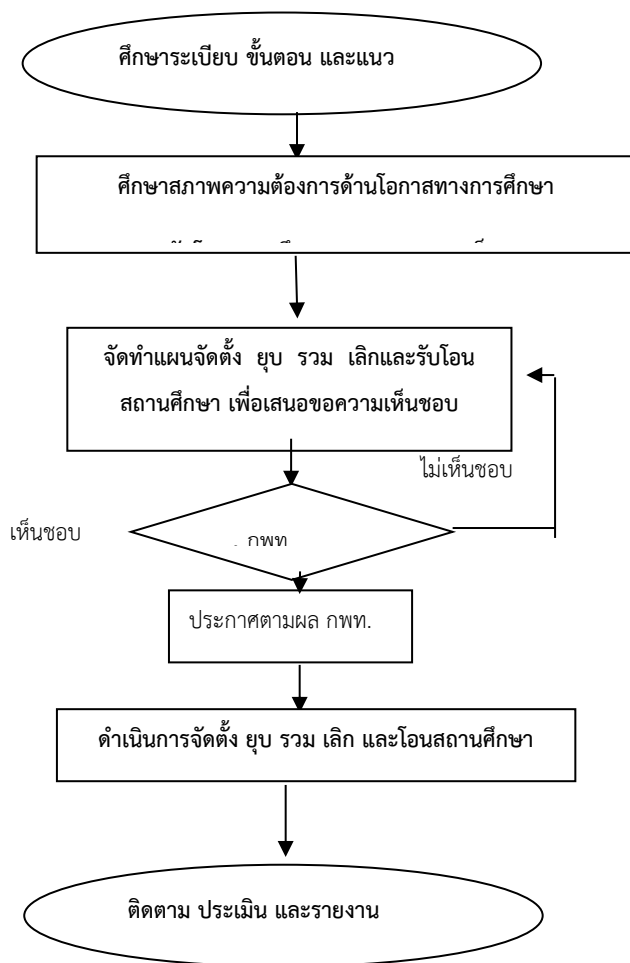 ศึกษาระเบียบ ขั้นตอน และแนว
ศึกษาสภาพความต้องการด้านโอกาสทางการศึกษา
จัดทำแผนจัดตั้ง ยุบ รวม เลิกและรับโอน
สถานศึกษา เพื่อเสนอขอความเห็นชอบ
ไม่เห็นชอบ
เห็นชอบ
กพท
ประกาศตามผล กพท.
ดำเนินการจัดตั้ง ยุบ รวม เลิก และโอนสถานศึกษา
ติดตาม ประเมิน และรายงาน